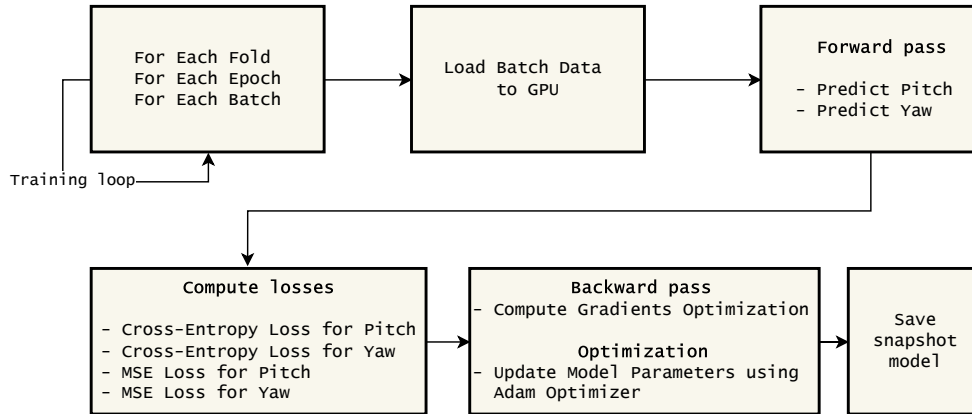 For Each Fold
For Each Epoch
For Each Batch
Load Batch Data
to GPU
Forward pass
- Predict Pitch
- Predict Yaw
Training loop
Compute losses
- Cross-Entropy Loss for Pitch
- Cross-Entropy Loss for Yaw
- MSE Loss for Pitch
- MSE Loss for Yaw
Backward pass
- Compute Gradients Optimization
Optimization
- Update Model Parameters using
Adam Optimizer
Save
snapshot
model